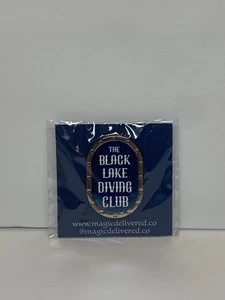 THE
BLACK
LAKE
DIVING
CLUB
www.magicdelivered.co
@magicdelivered.co